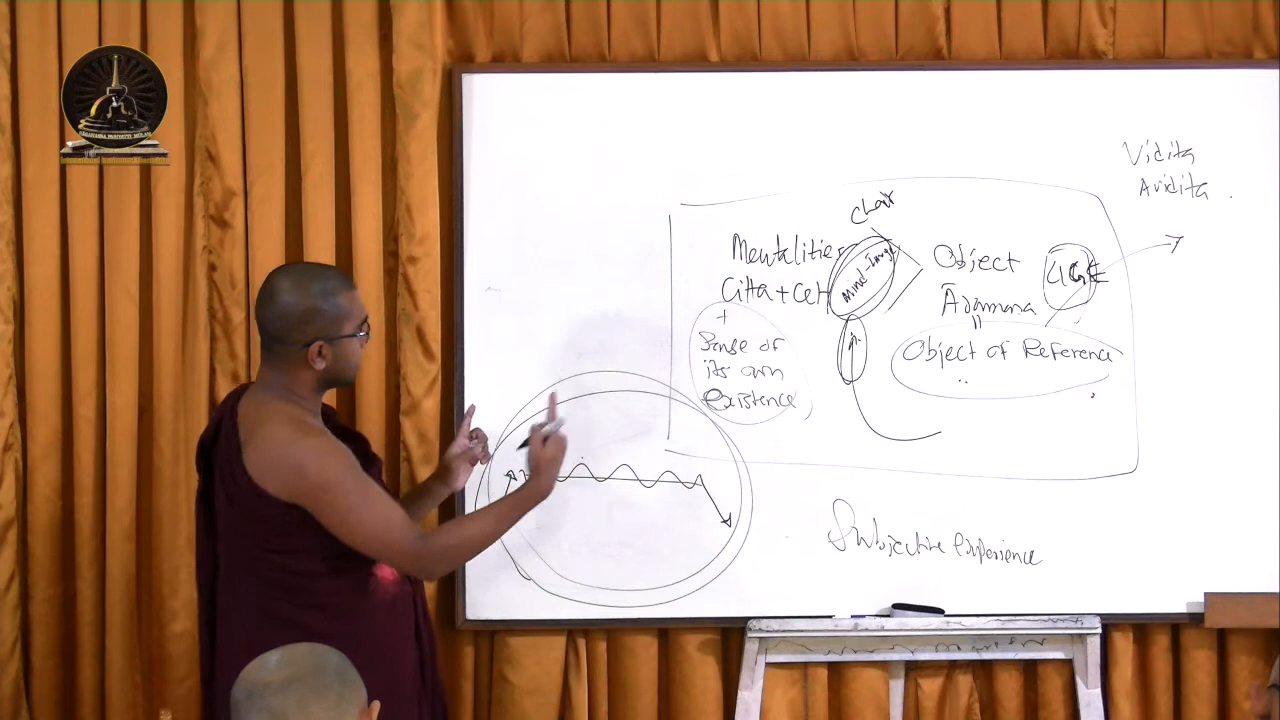 Vidita
Avidita
chair
Mentalities
Citta + Cet
+
Sense of
its own
Existence
Mind-Image
Object
Āramana
=
Object of Reference
Subjective experience